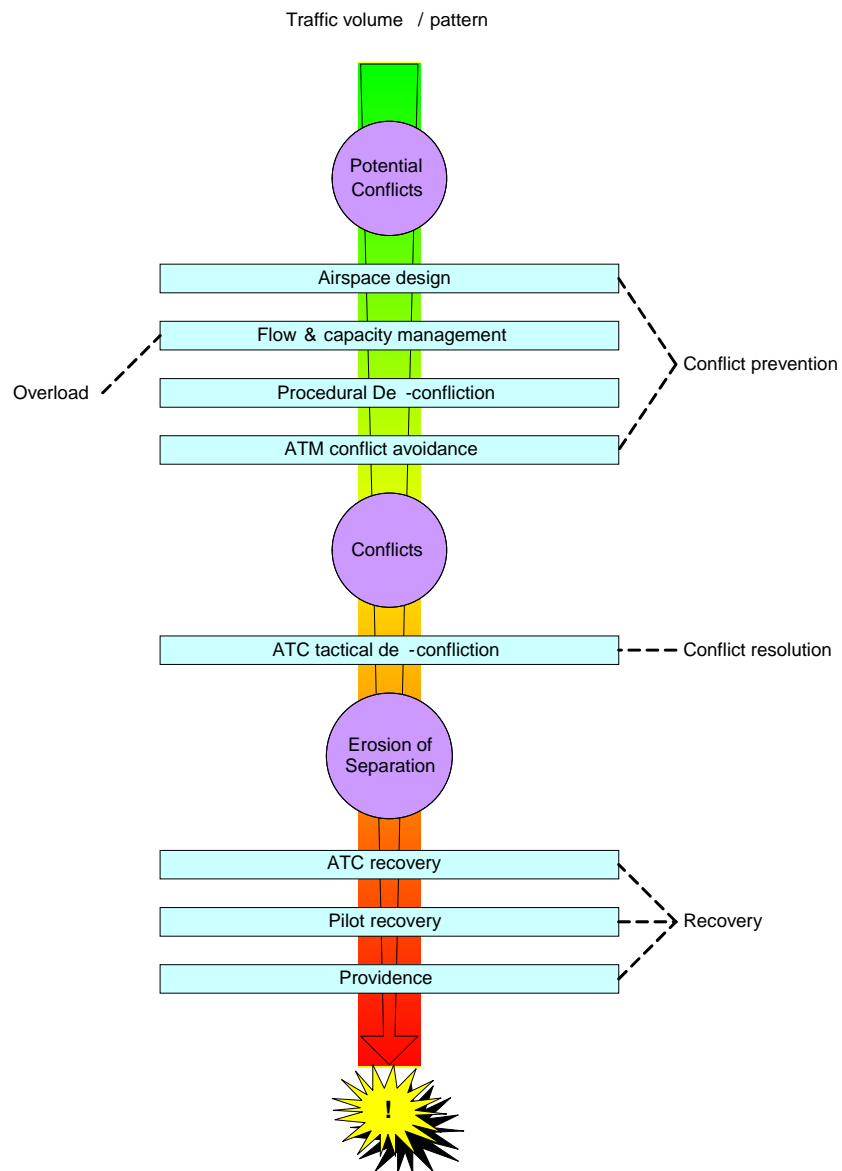 Traffic volume / pattern
Potential
Conflicts
Airspace design
Flow & capacity management
Overload
Conflict prevention
Procedural De -confliction
ATM conflict avoidance
Conflicts
ATC tactical de -confliction
Conflict resolution
Erosion of
Separation
ATC recovery
Pilot recovery
Recovery
Providence
!